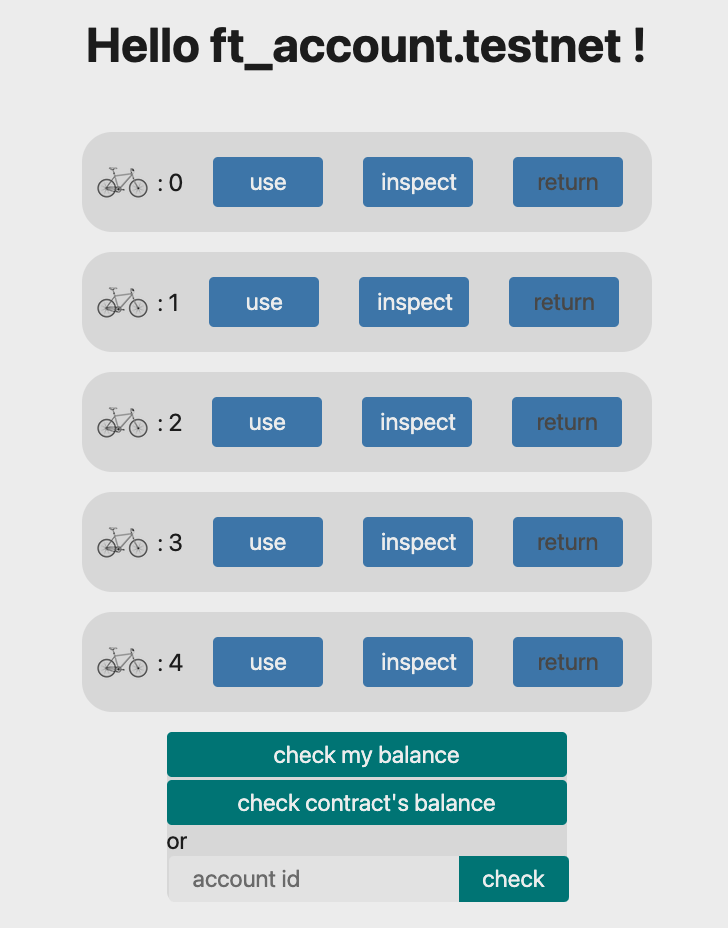 Hello ft_account.testnet !
: 0 use inspect return
: 1 use inspect return
: 2 use inspect return
: 3 use inspect return
: 4 use inspect return
check my balance
check contract's balance
or
account id check